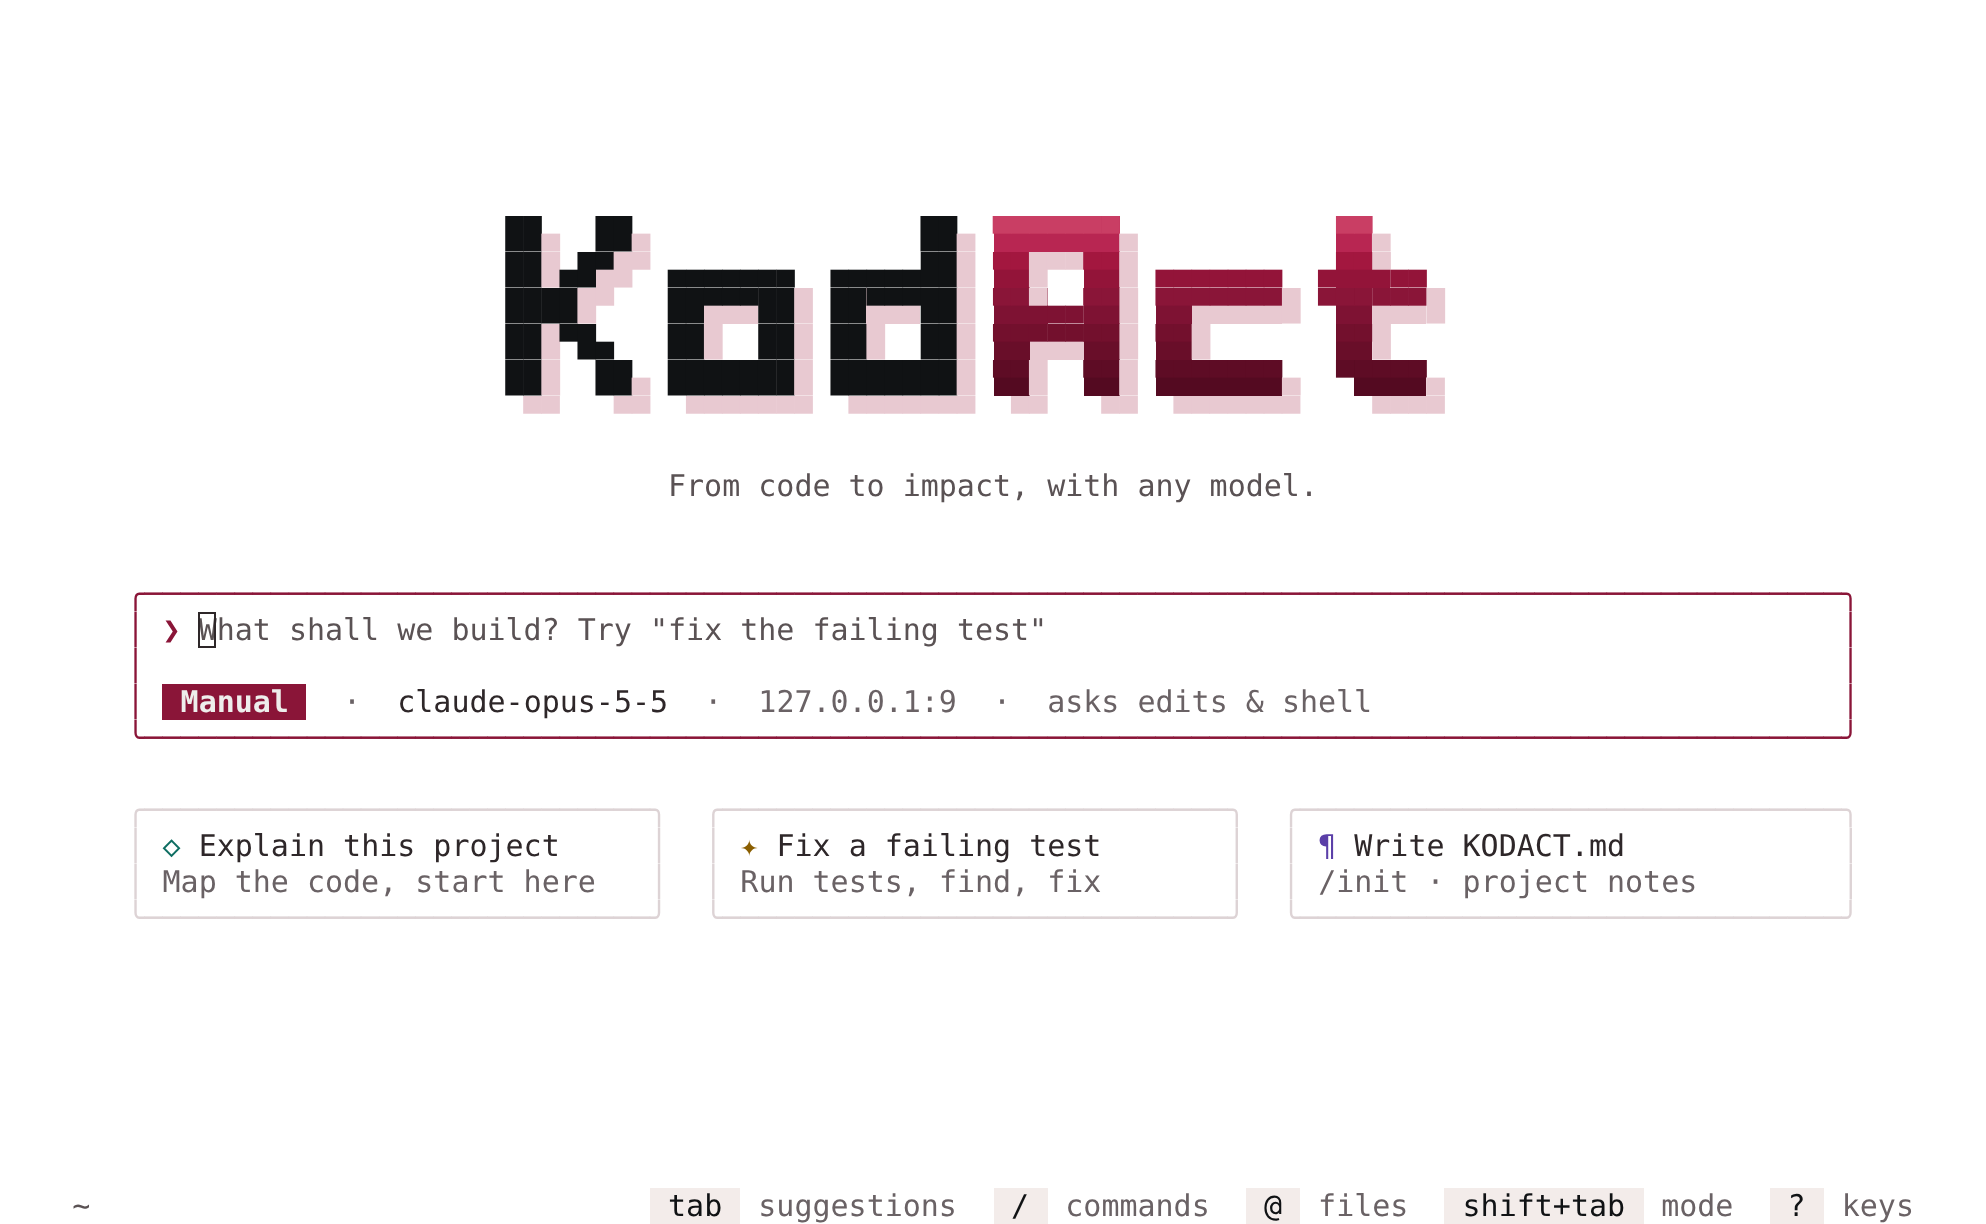 KodAct
From code to impact, with any model.
❯ What shall we build? Try "fix the failing test"
Manual · claude-opus-5-5 · 127.0.0.1:9 · asks edits & shell
◇ Explain this project
Map the code, start here
✦ Fix a failing test
Run tests, find, fix
¶ Write KODACT.md
/init · project notes
~ tab suggestions / commands @ files shift+tab mode ? keys